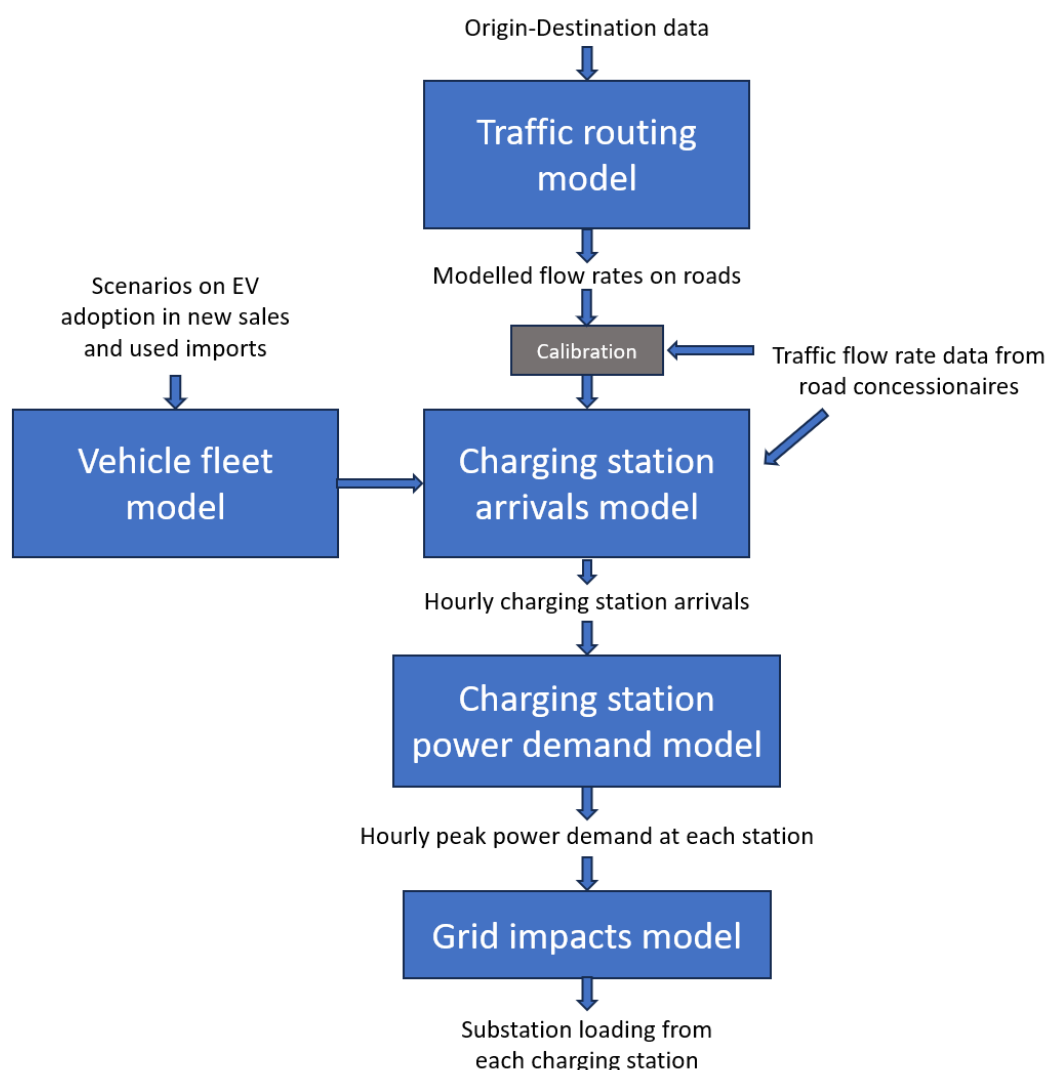 Origin-Destination data
Traffic routing
model
Modelled flow rates on roads
Scenarios on EV
adoption in new sales
and used imports
Calibration
Traffic flow rate data from
road concessionaires
Vehicle fleet
model
Charging station
arrivals model
Hourly charging station arrivals
Charging station
power demand model
Hourly peak power demand at each station
Grid impacts model
Substation loading from
each charging station